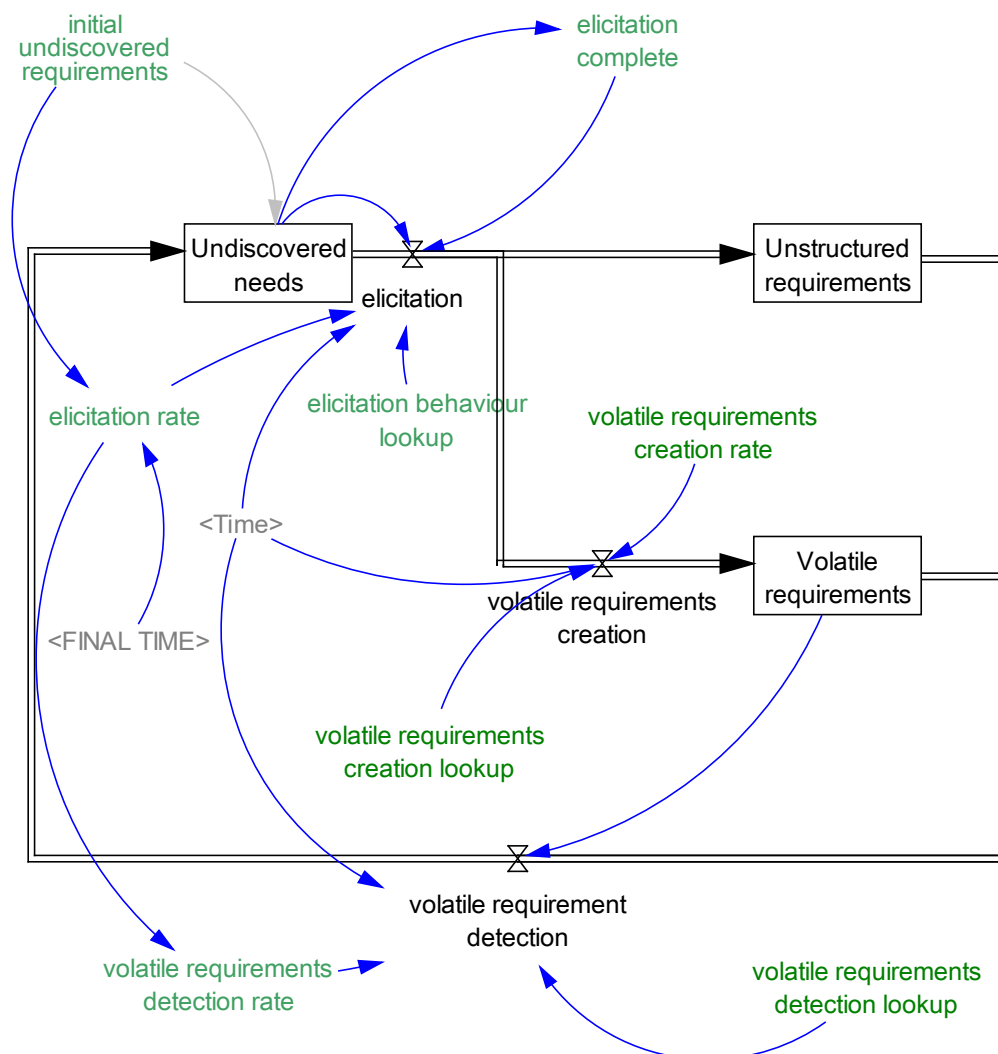 initial
undiscovered
requirements
elicitation
complete
Undiscovered
needs
Unstructured
requirements
elicitation
elicitation rate
elicitation behaviour
lookup
volatile requirements
creation rate
<Time>
Volatile
requirements
volatile requirements
creation
<FINAL TIME>
volatile requirements
creation lookup
volatile requirement
detection
volatile requirements
detection rate
volatile requirements
detection lookup